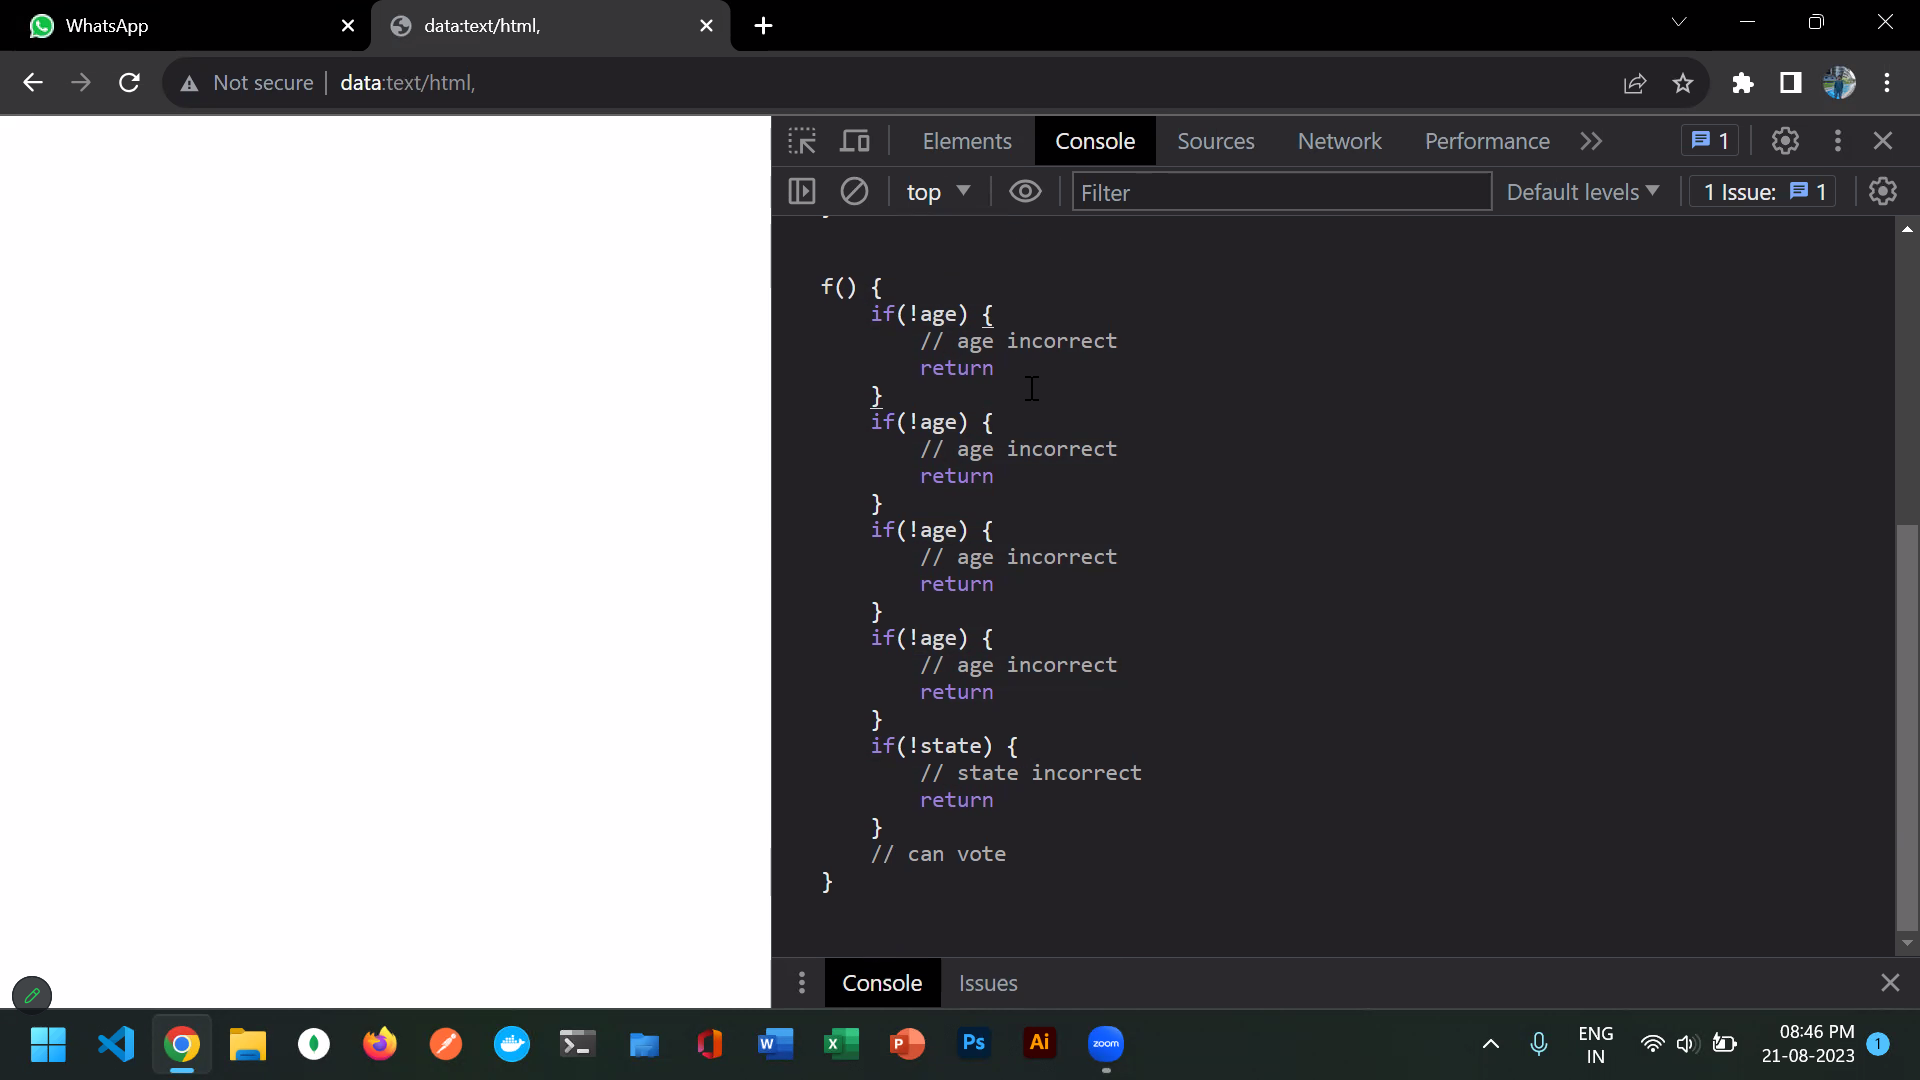 WhatsApp
data:text/html,
Not secure data:text/html,
Elements Console Sources Network Performance 1
top Filter Default levels 1 Issue: 1
f() {
if(!age) {
// age incorrect
return
}
if(!age) {
// age incorrect
return
}
if(!age) {
// age incorrect
return
}
if(!age) {
// age incorrect
return
}
if(!state) {
// state incorrect
return
}
// can vote
}
Console Issues
W X P Ps Ai zoom
ENG
IN
08:46 PM
21-08-2023
1